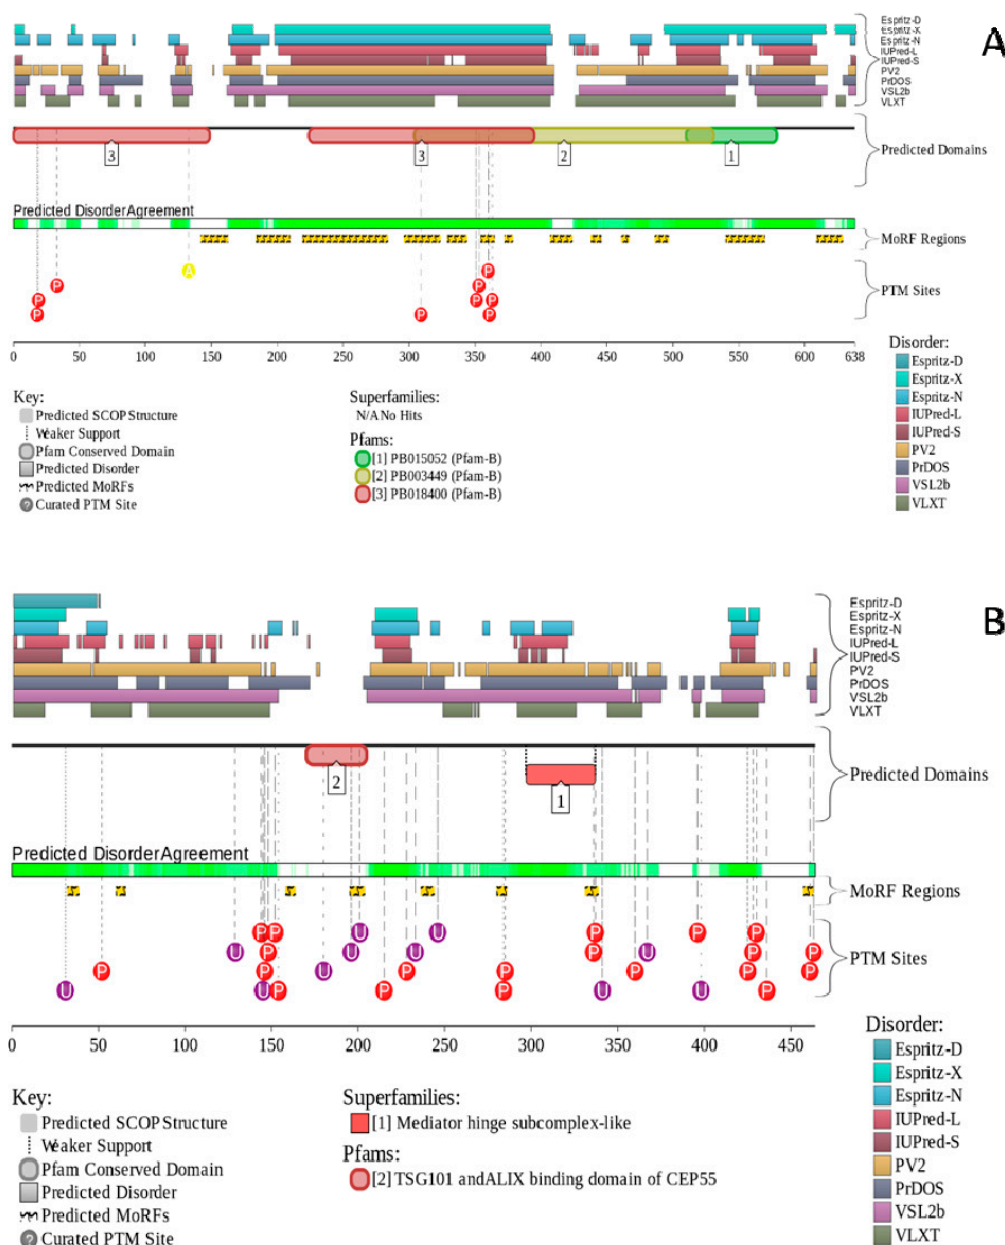 A
Espritz-D
Espritz-X
Espritz-N
IUPred-L
IUPred-S
PV2
PrDOS
VSL2b
VLXT
3
3
2
1
Predicted Domains
Predicted Disorder Agreement
MoRF Regions
A
P
P
P
P
P
P
P
P
P
P
PTM Sites
0 50 100 150 200 250 300 350 400 450 500 550 600 638
Disorder:
Espritz-D
Espritz-X
Espritz-N
IUPred-L
IUPred-S
PV2
PrDOS
VSL2b
VLXT
Key:
Predicted SCOP Structure
Weaker Support
Pfam Conserved Domain
Predicted Disorder
Predicted MoRFs
? Curated PTM Site
Superfamilies:
N/A No Hits
Pfams:
[1] PB015052 (Pfam-B)
[2] PB003449 (Pfam-B)
[3] PB018400 (Pfam-B)
B
Espritz-D
Espritz-X
Espritz-N
IUPred-L
IUPred-S
PV2
PrDOS
VSL2b
VLXT
2
1
Predicted Domains
Predicted Disorder Agreement
MoRF Regions
P P U U P P P
U P U U P U P P
P P U P P P P P
U U P P P U U P
PTM Sites
0 50 100 150 200 250 300 350 400 450
Disorder:
Espritz-D
Espritz-X
Espritz-N
IUPred-L
IUPred-S
PV2
PrDOS
VSL2b
VLXT
Key:
Predicted SCOP Structure
Weaker Support
Pfam Conserved Domain
Predicted Disorder
Predicted MoRFs
? Curated PTM Site
Superfamilies:
[1] Mediator hinge subcomplex-like
Pfams:
[2] TSG101 and ALIX binding domain of CEP55